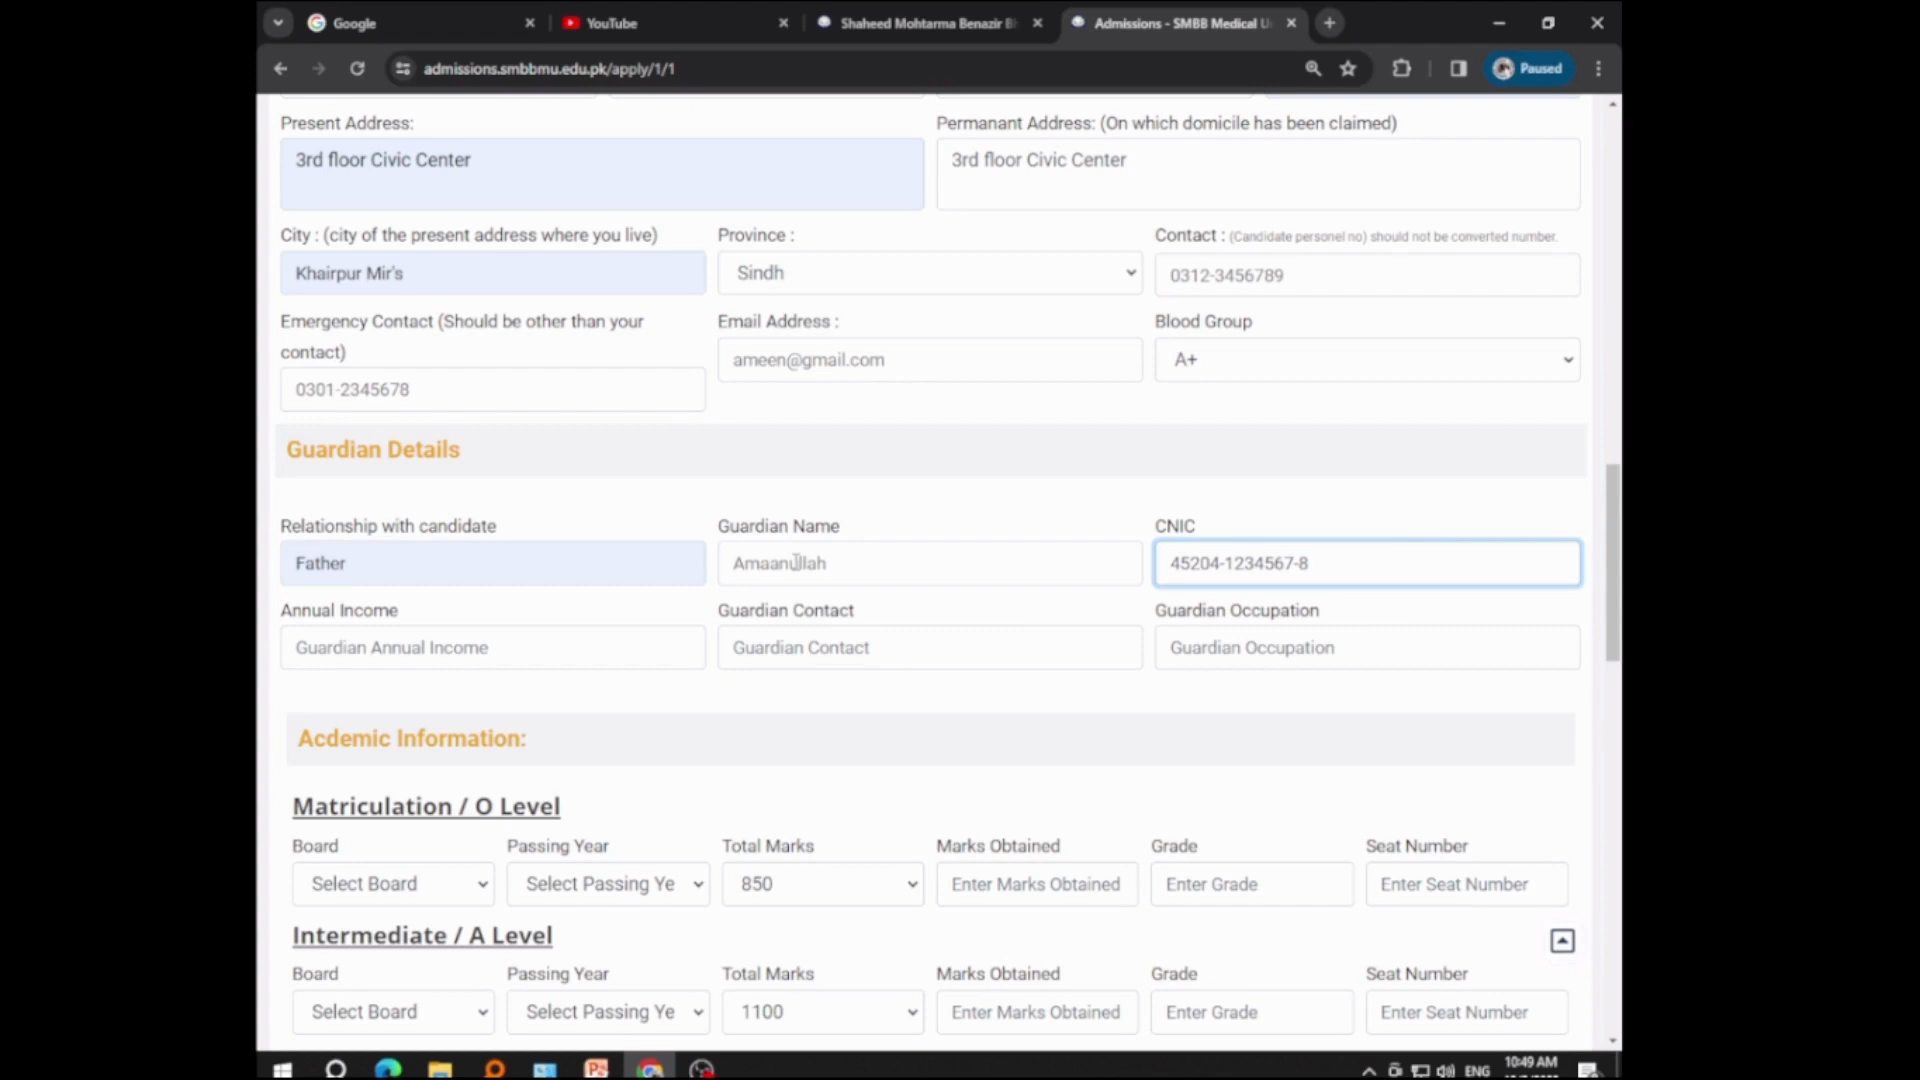 Google
YouTube
Shaheed Mohtarma Benazir B
Admissions - SMBB Medical U
admissions.smbbmu.edu.pk/apply/1/1
Paused
Present Address:
Permanant Address: (On which domicile has been claimed)
3rd floor Civic Center
3rd floor Civic Center
City : (city of the present address where you live)
Province :
Contact : (Candidate personel no) should not be converted number.
Khairpur Mir's
Sindh
0312-3456789
Emergency Contact (Should be other than your
contact)
Email Address :
Blood Group
0301-2345678
ameen@gmail.com
A+
Guardian Details
Relationship with candidate
Guardian Name
CNIC
Father
Amaanullah
45204-1234567-8
Annual Income
Guardian Contact
Guardian Occupation
Guardian Annual Income
Guardian Contact
Guardian Occupation
Acdemic Information:
Matriculation / O Level
Board
Passing Year
Total Marks
Marks Obtained
Grade
Seat Number
Select Board
Select Passing Ye
850
Enter Marks Obtained
Enter Grade
Enter Seat Number
Intermediate / A Level
Board
Passing Year
Total Marks
Marks Obtained
Grade
Seat Number
Select Board
Select Passing Ye
1100
Enter Marks Obtained
Enter Grade
Enter Seat Number
ENG
10:49 AM